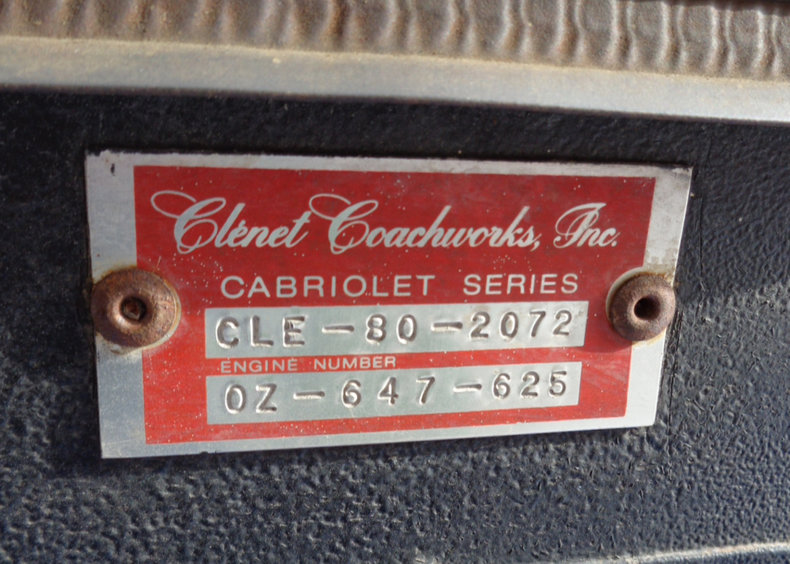 Clénet Coachworks, Inc.
CABRIOLET SERIES
CLE-80-2072
ENGINE NUMBER
OZ-647-625